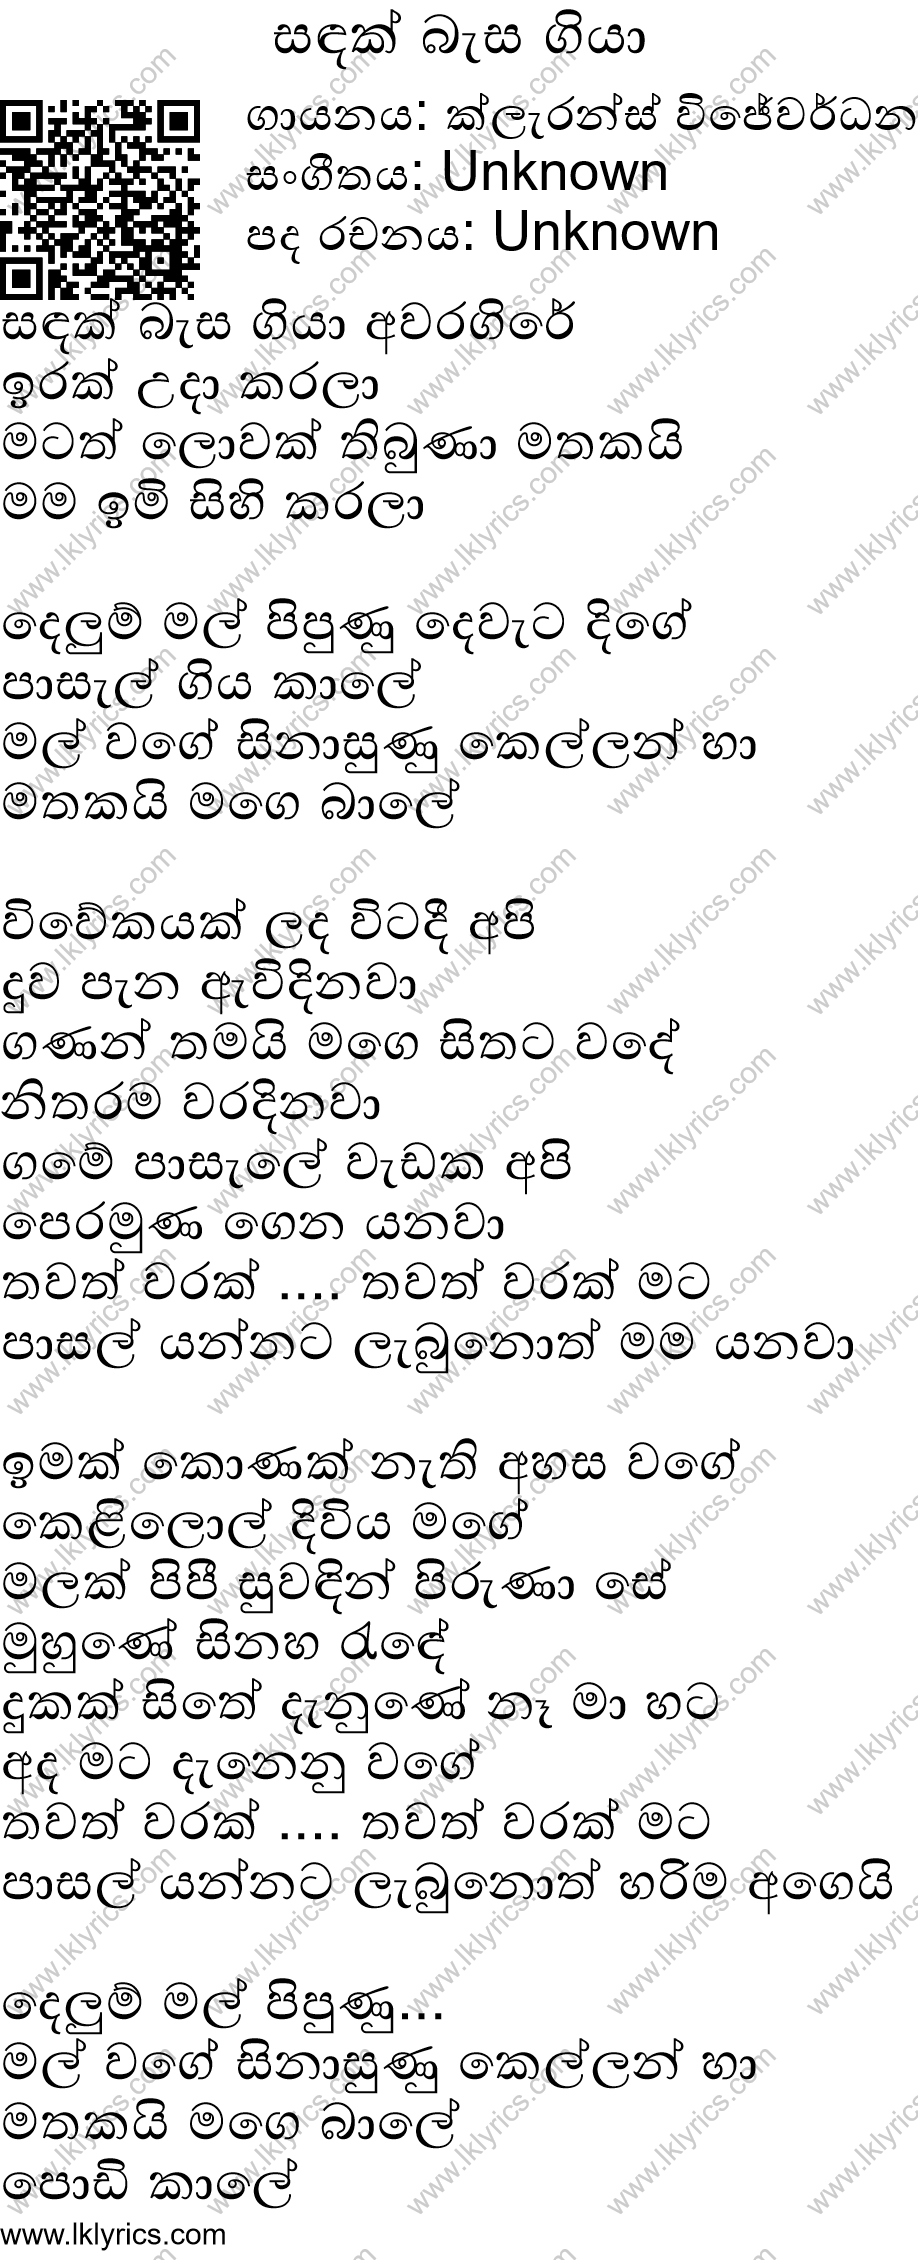 සඳක් බැස ගියා
ගායනය: ක්ලැරන්ස් විජේවර්ධන
සංගීතය: Unknown
පද රචනය: Unknown
සඳක් බැස ගියා අවරගිරේ
ඉරක් උදා කරලා
මටත් ලොවක් තිබුණා මතකයි
මම ඉමි සිහි කරලා
දෙලුම් මල් පිපුණු දෙවැට දිගේ
පාසැල් ගිය කාලේ
මල් වගේ සිනාසුණු කෙල්ලන් හා
මතකයි මගෙ බාලේ
විවේකයක් ලද විටදී අපි
දුව පැන ඇවිදිනවා
ගණන් තමයි මගෙ සිතට වදේ
නිතරම වරදිනවා
ගමේ පාසැලේ වැඩක අපි
පෙරමුණ ගෙන යනවා
තවත් වරක් .... තවත් වරක් මට
පාසල් යන්නට ලැබුනොත් මම යනවා
ඉමක් කොණක් නැති අහස වගේ
කෙළිලොල් දිවිය මගේ
මලක් පිපී සුවඳින් පිරුණා සේ
මුහුණේ සිනහ රැඳේ
දුකක් සිතේ දැනුණේ නෑ මා හට
අද මට දැනෙනු වගේ
තවත් වරක් .... තවත් වරක් මට
පාසල් යන්නට ලැබුනොත් හරිම අගෙයි
දෙලුම් මල් පිපුණු...
මල් වගේ සිනාසුණු කෙල්ලන් හා
මතකයි මගෙ බාලේ
පොඩි කාලේ
www.lklyrics.com